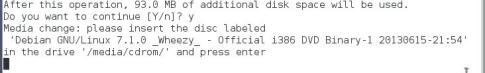 After this operation, 93.0 MB of additional disk space will be used.
Do you want to continue [Y/n]? y
Media change: please insert the disc labeled
 'Debian GNU/Linux 7.1.0 _Wheezy_ - Official i386 DVD Binary-1 20130615-21:54'
in the drive '/media/cdrom/' and press enter